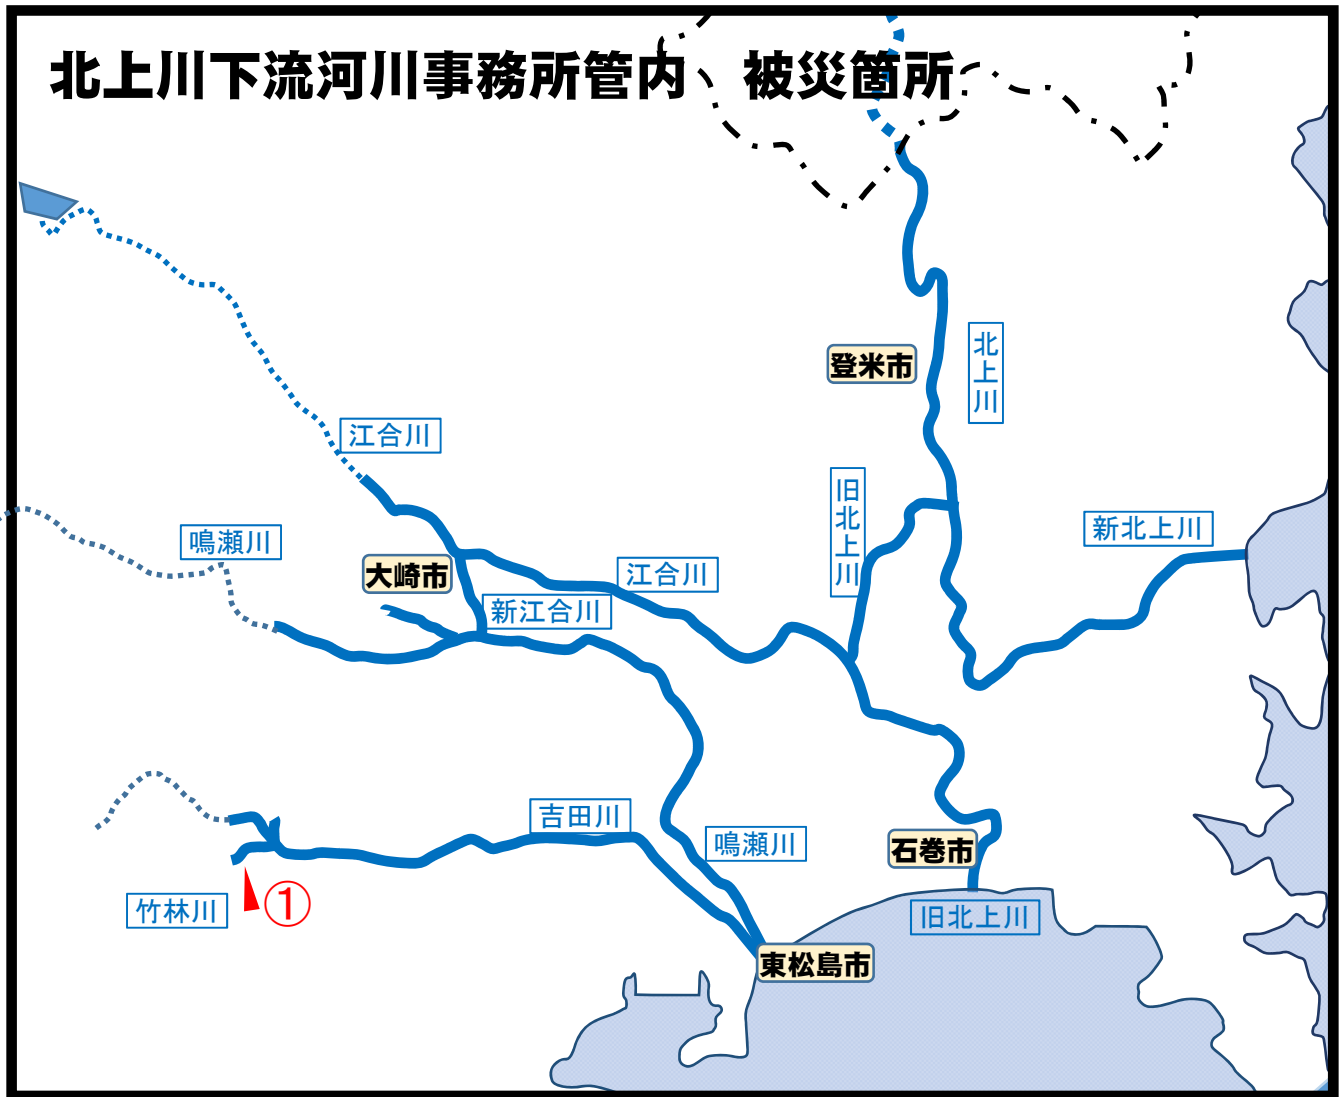 北上川下流河川事務所管内　被災箇所
登米市
北上川
江合川
旧北上川
新北上川
鳴瀬川
大崎市
江合川
新江合川
吉田川
鳴瀬川
石巻市
竹林川
①
旧北上川
東松島市